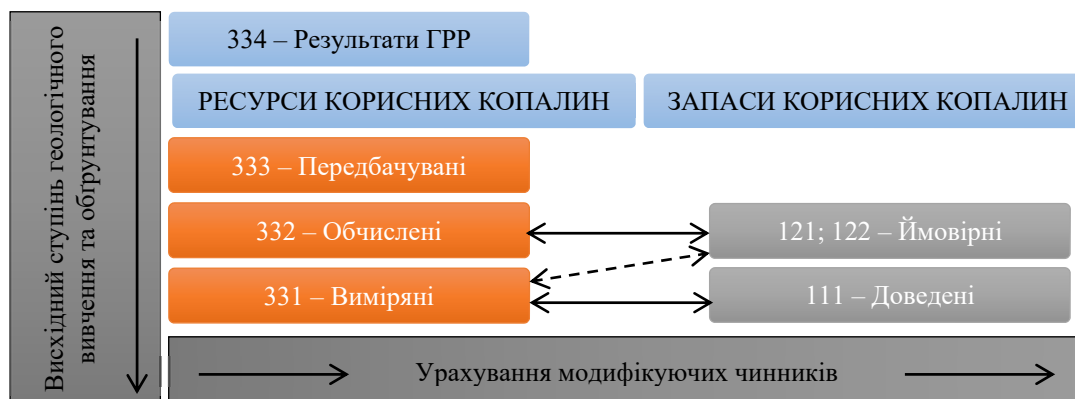 Висхідний ступінь геологічного
вивчення та обґрунтування
334 – Результати ГРР
РЕСУРСИ КОРИСНИХ КОПАЛИН
ЗАПАСИ КОРИСНИХ КОПАЛИН
333 – Передбачувані
332 – Обчислені
121; 122 – Ймовірні
331 – Виміряні
111 – Доведені
Урахування модифікуючих чинників